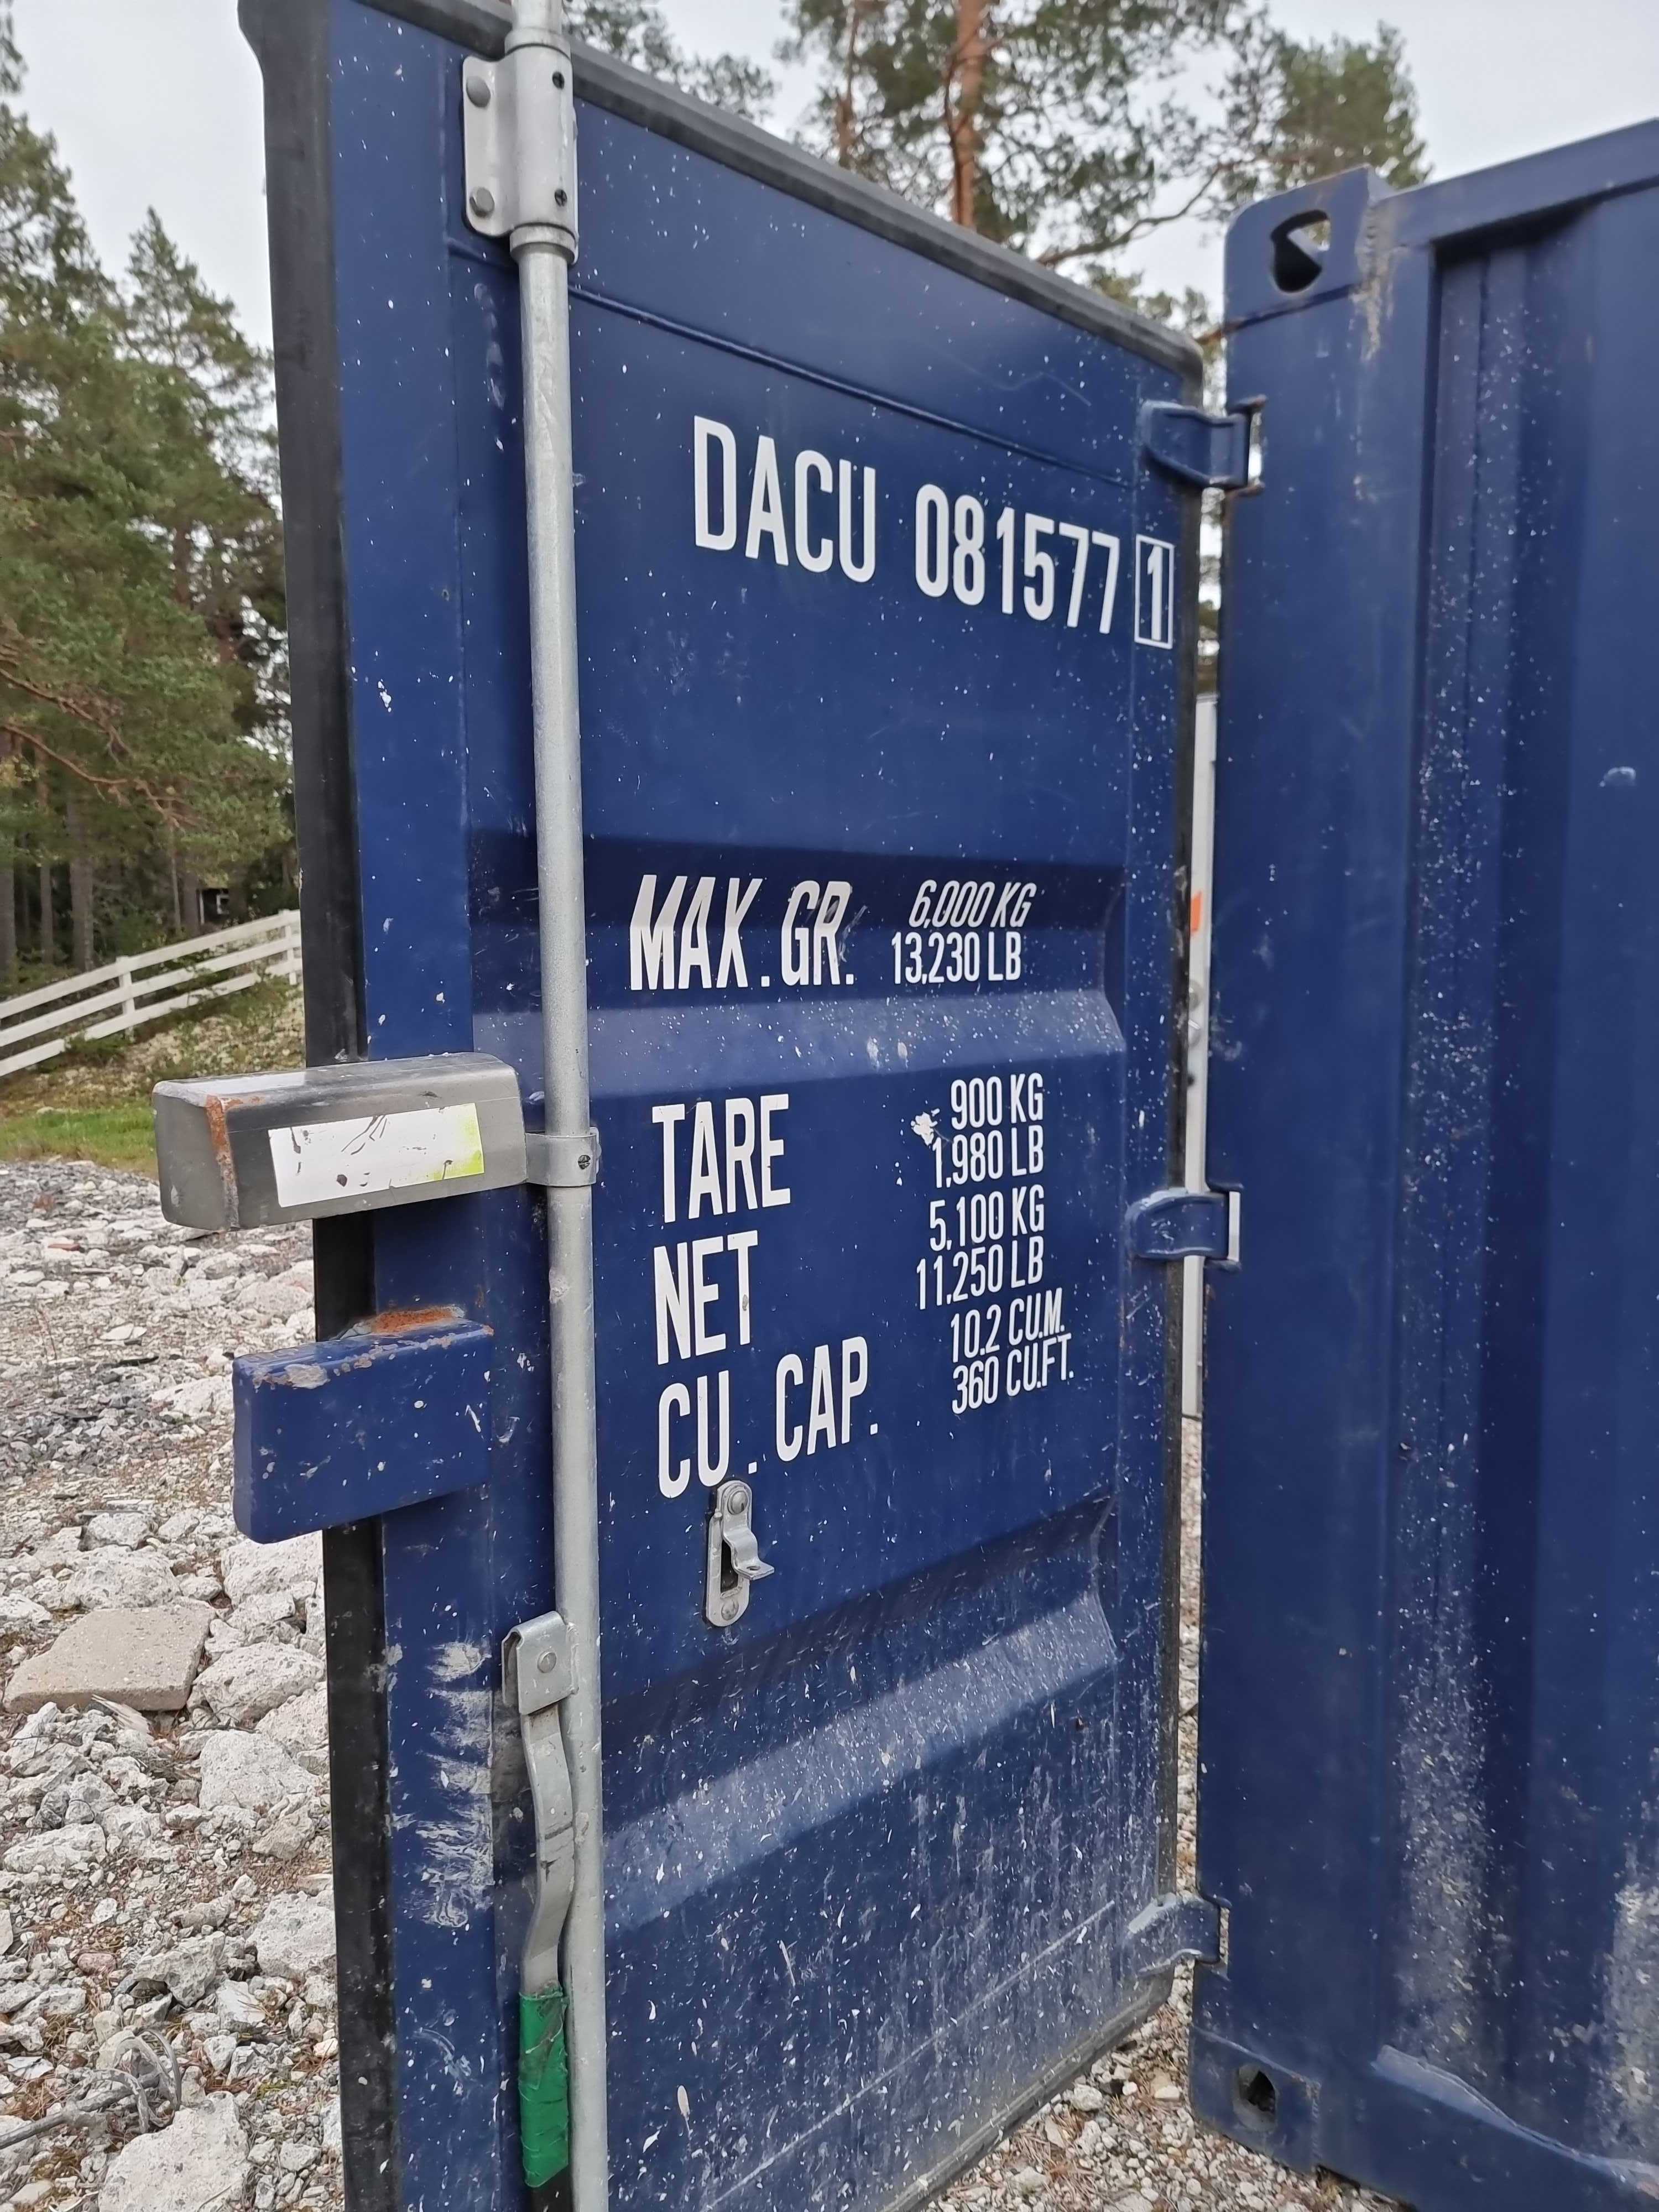 DACU 081577 1
MAX. GR. 6,000 KG
13,230 LB
TARE 900 KG
1,980 LB
NET 5,100 KG
11,250 LB
CU. CAP. 10.2 CU.M.
360 CU.FT.